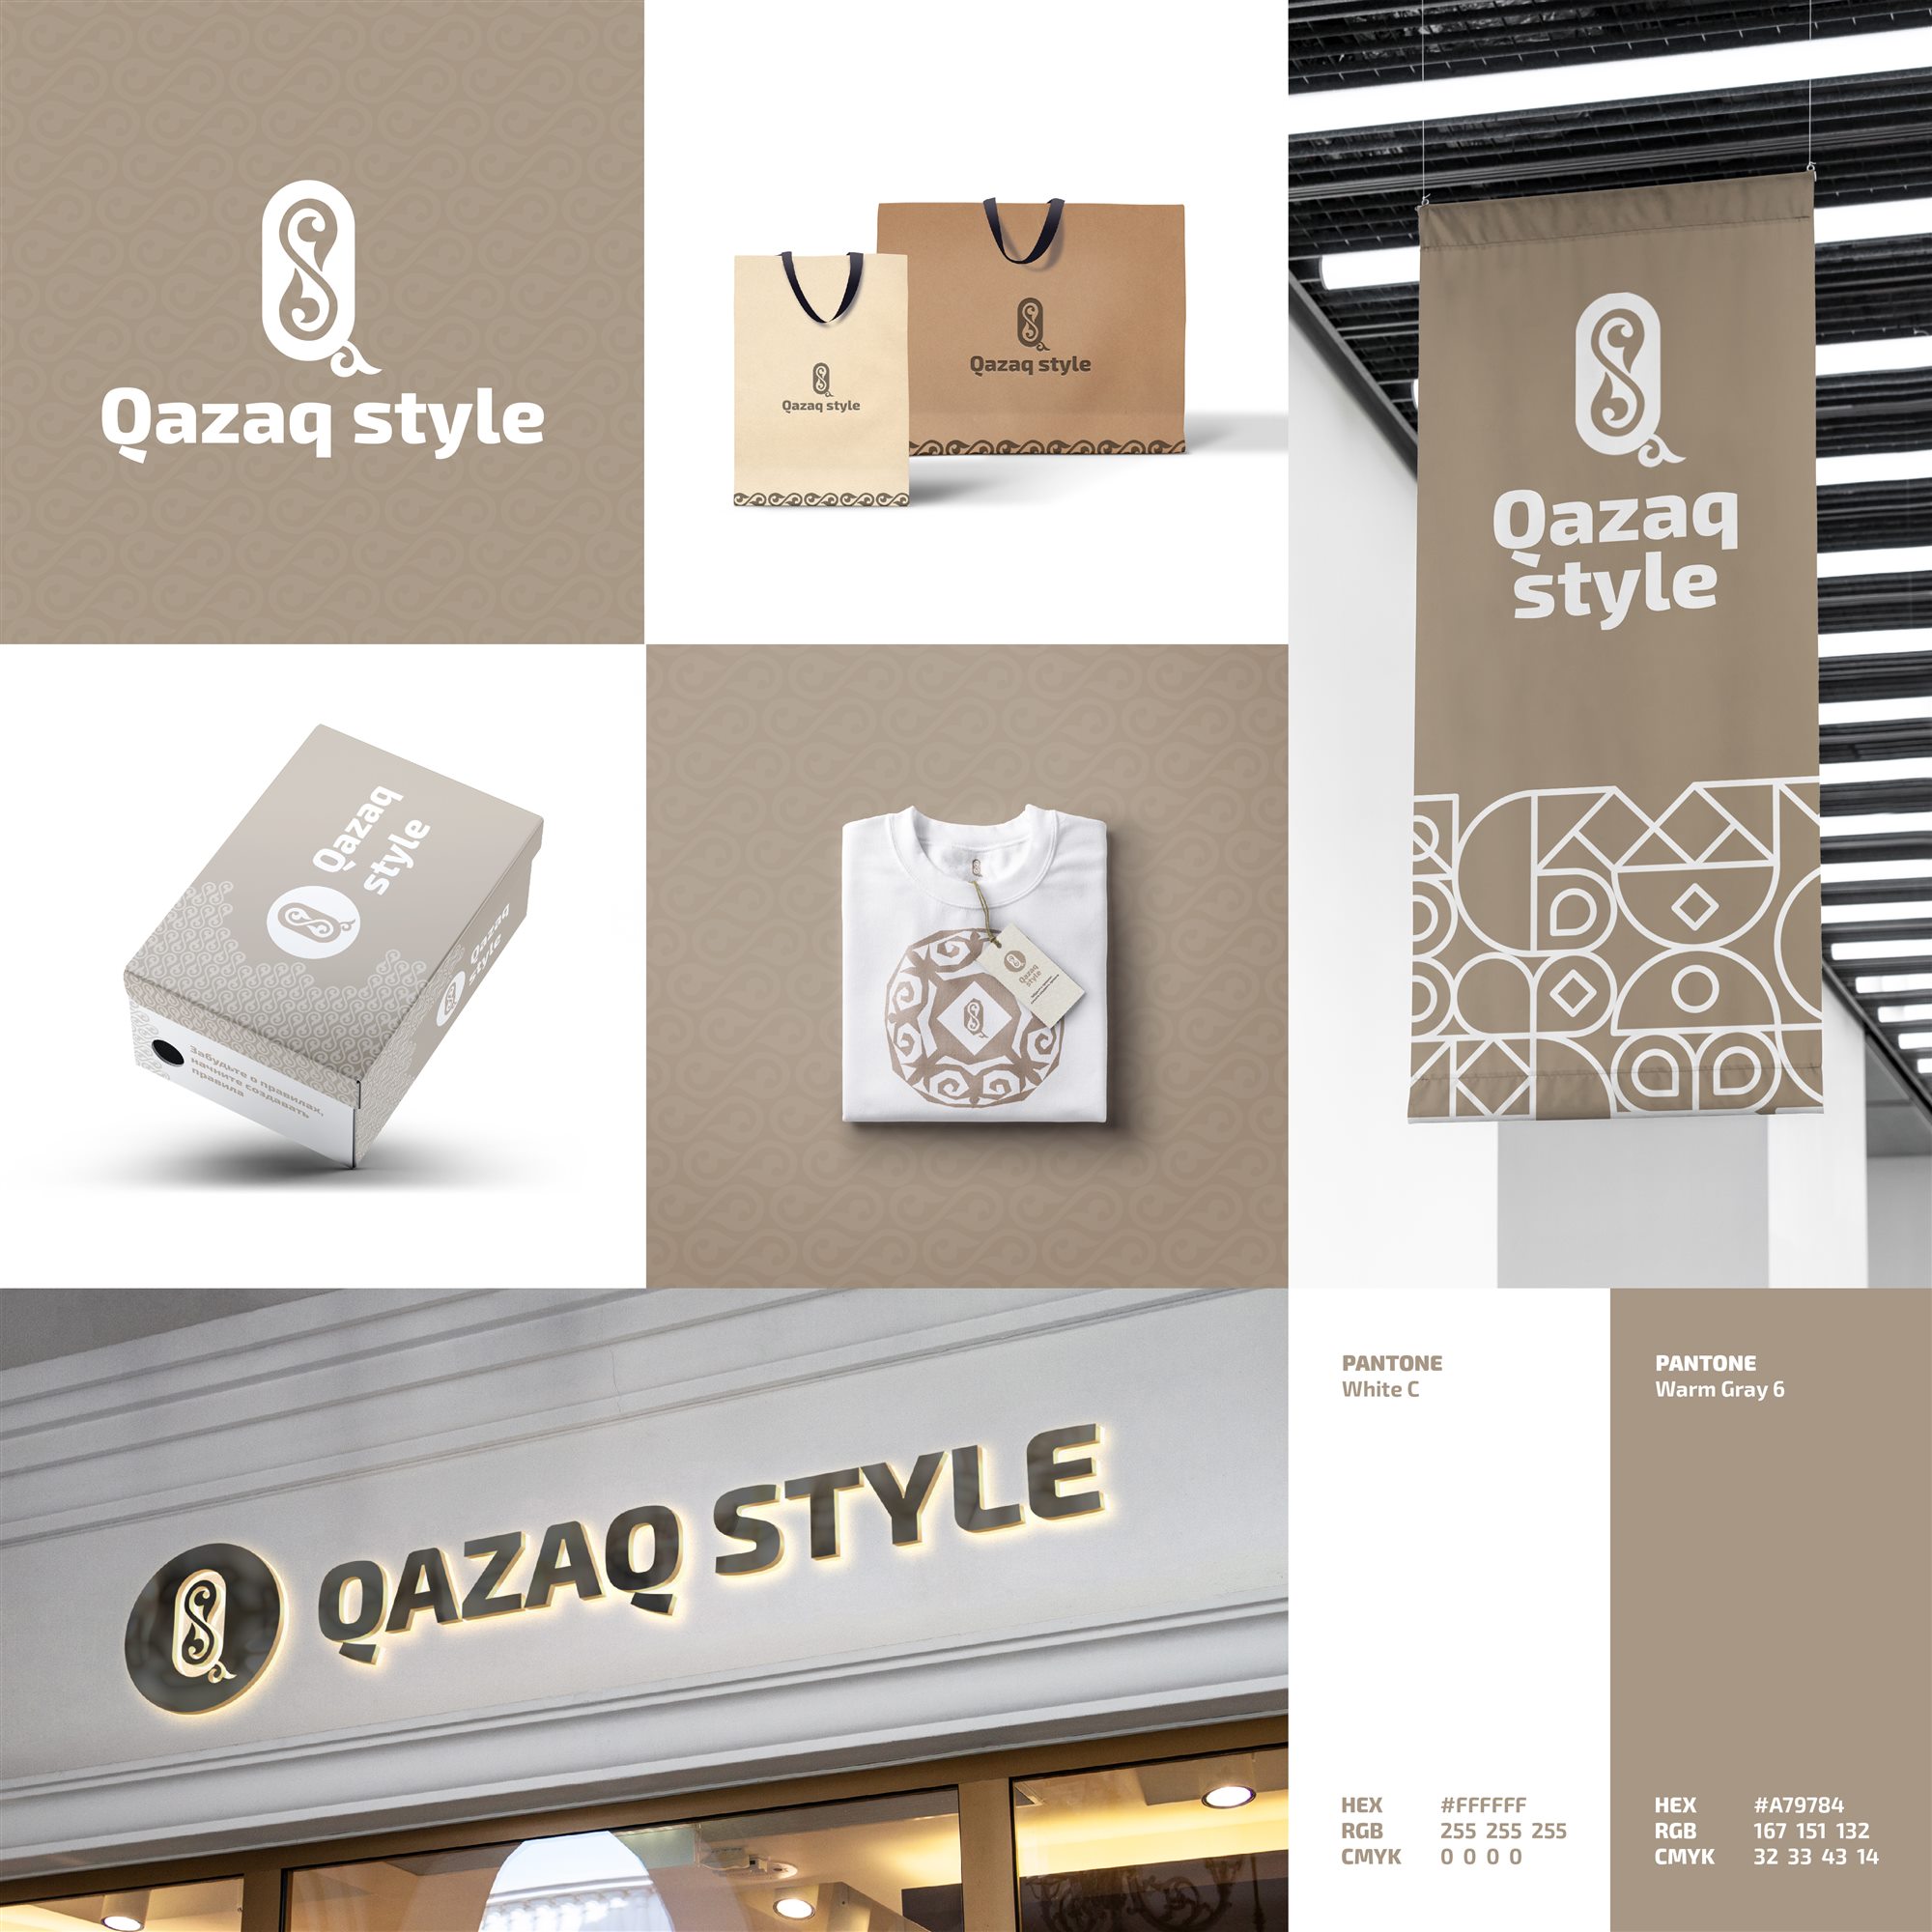 Qazaq style
Qazaq style
Qazaq style
Qazaq
style
Qazaq
style
Qazaq
style
Забудьте о правилах,
начните создавать
правила
Qazaq
style
QAZAQ STYLE
PANTONE
White C
HEX #FFFFFF
RGB 255 255 255
CMYK 0 0 0 0
PANTONE
Warm Gray 6
HEX #A79784
RGB 167 151 132
CMYK 32 33 43 14